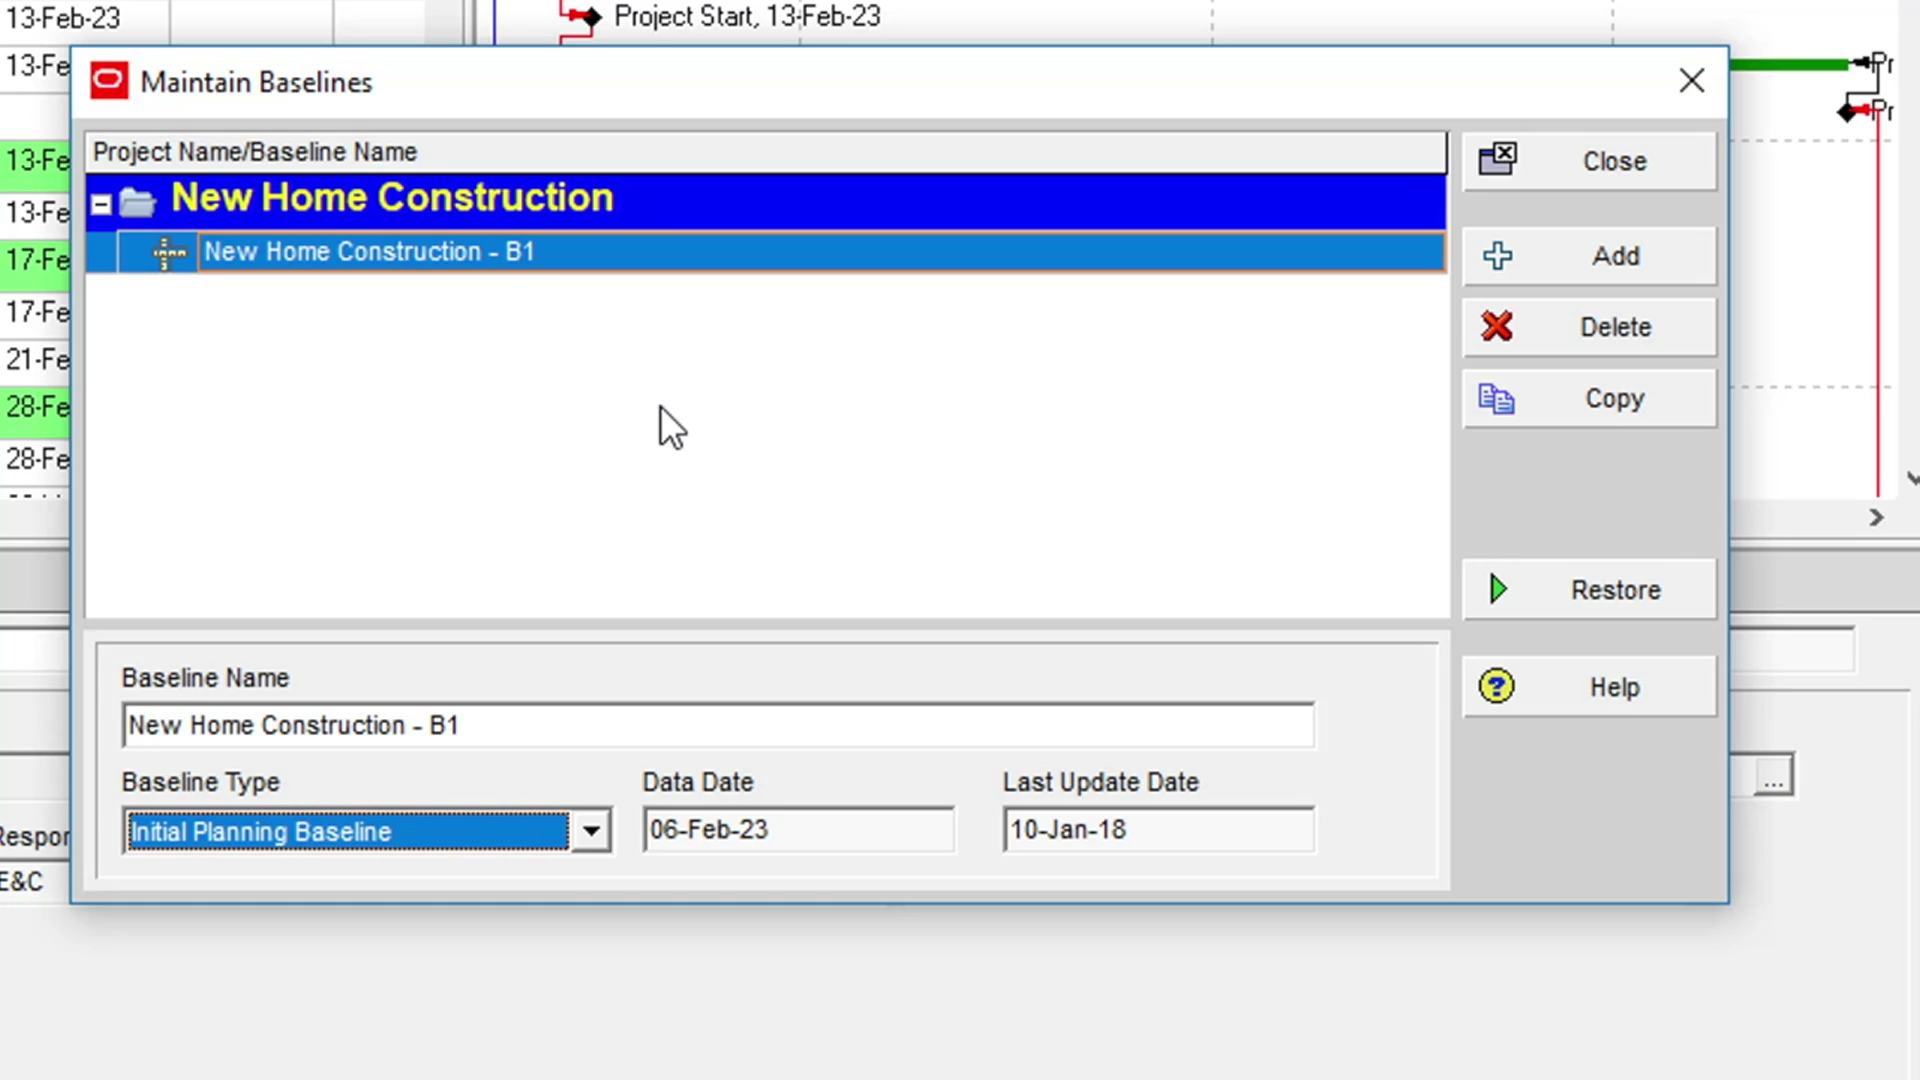 13-Feb-23
Project Start, 13-Feb-23
13-Fe
Pr
Maintain Baselines
Pr
Project Name/Baseline Name
Close
13-Fe
New Home Construction
13-Fe
New Home Construction - B1
Add
17-Fe
17-Fe
Delete
21-Fe
28-Fe
Copy
28-Fe
Restore
Baseline Name
Help
New Home Construction - B1
Baseline Type
Data Date
Last Update Date
...
Initial Planning Baseline
06-Feb-23
10-Jan-18
Respor
E&C